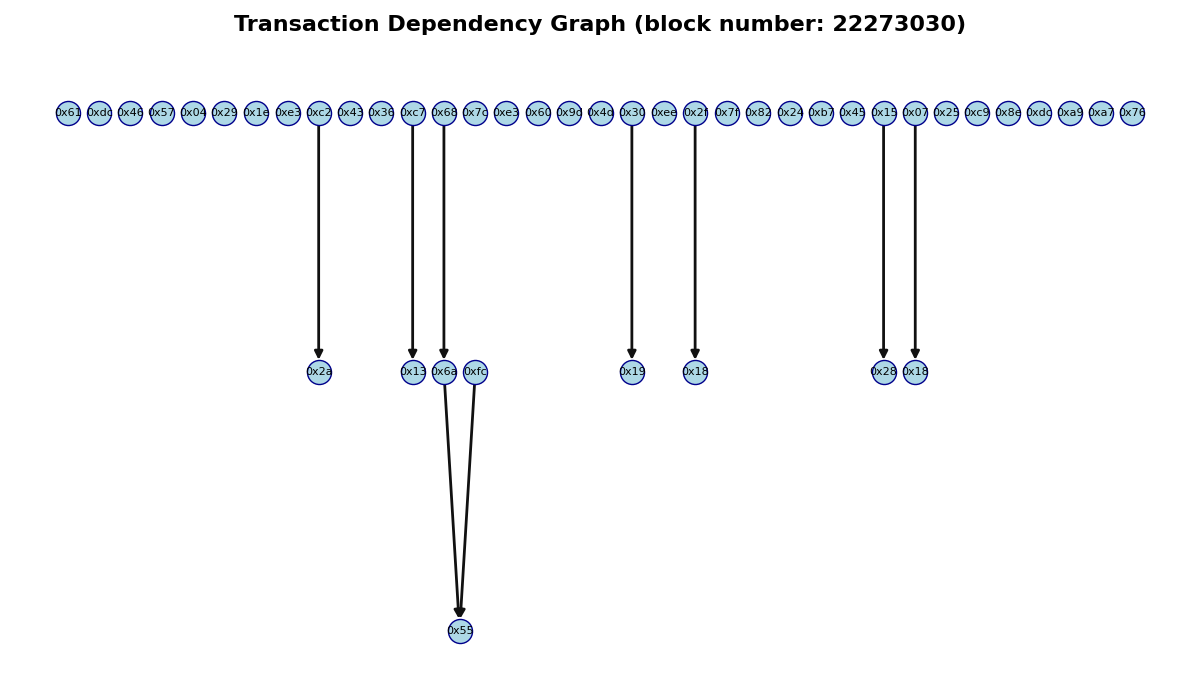 Transaction Dependency Graph (block number: 22273030)
0x61 0xdc 0x46 0x57 0x04 0x29 0x1e 0xe3 0xc2 0x43 0x36 0xc7 0x68 0x7c 0xe3 0x60 0x9d 0x4d 0x30 0xee 0x2f 0x7f 0x82 0x24 0xb7 0x45 0x15 0x07 0x25 0xc9 0x8e 0xdc 0xa9 0xa7 0x76
0x2a 0x13 0x6a 0xfc 0x19 0x18 0x28 0x18
0x55